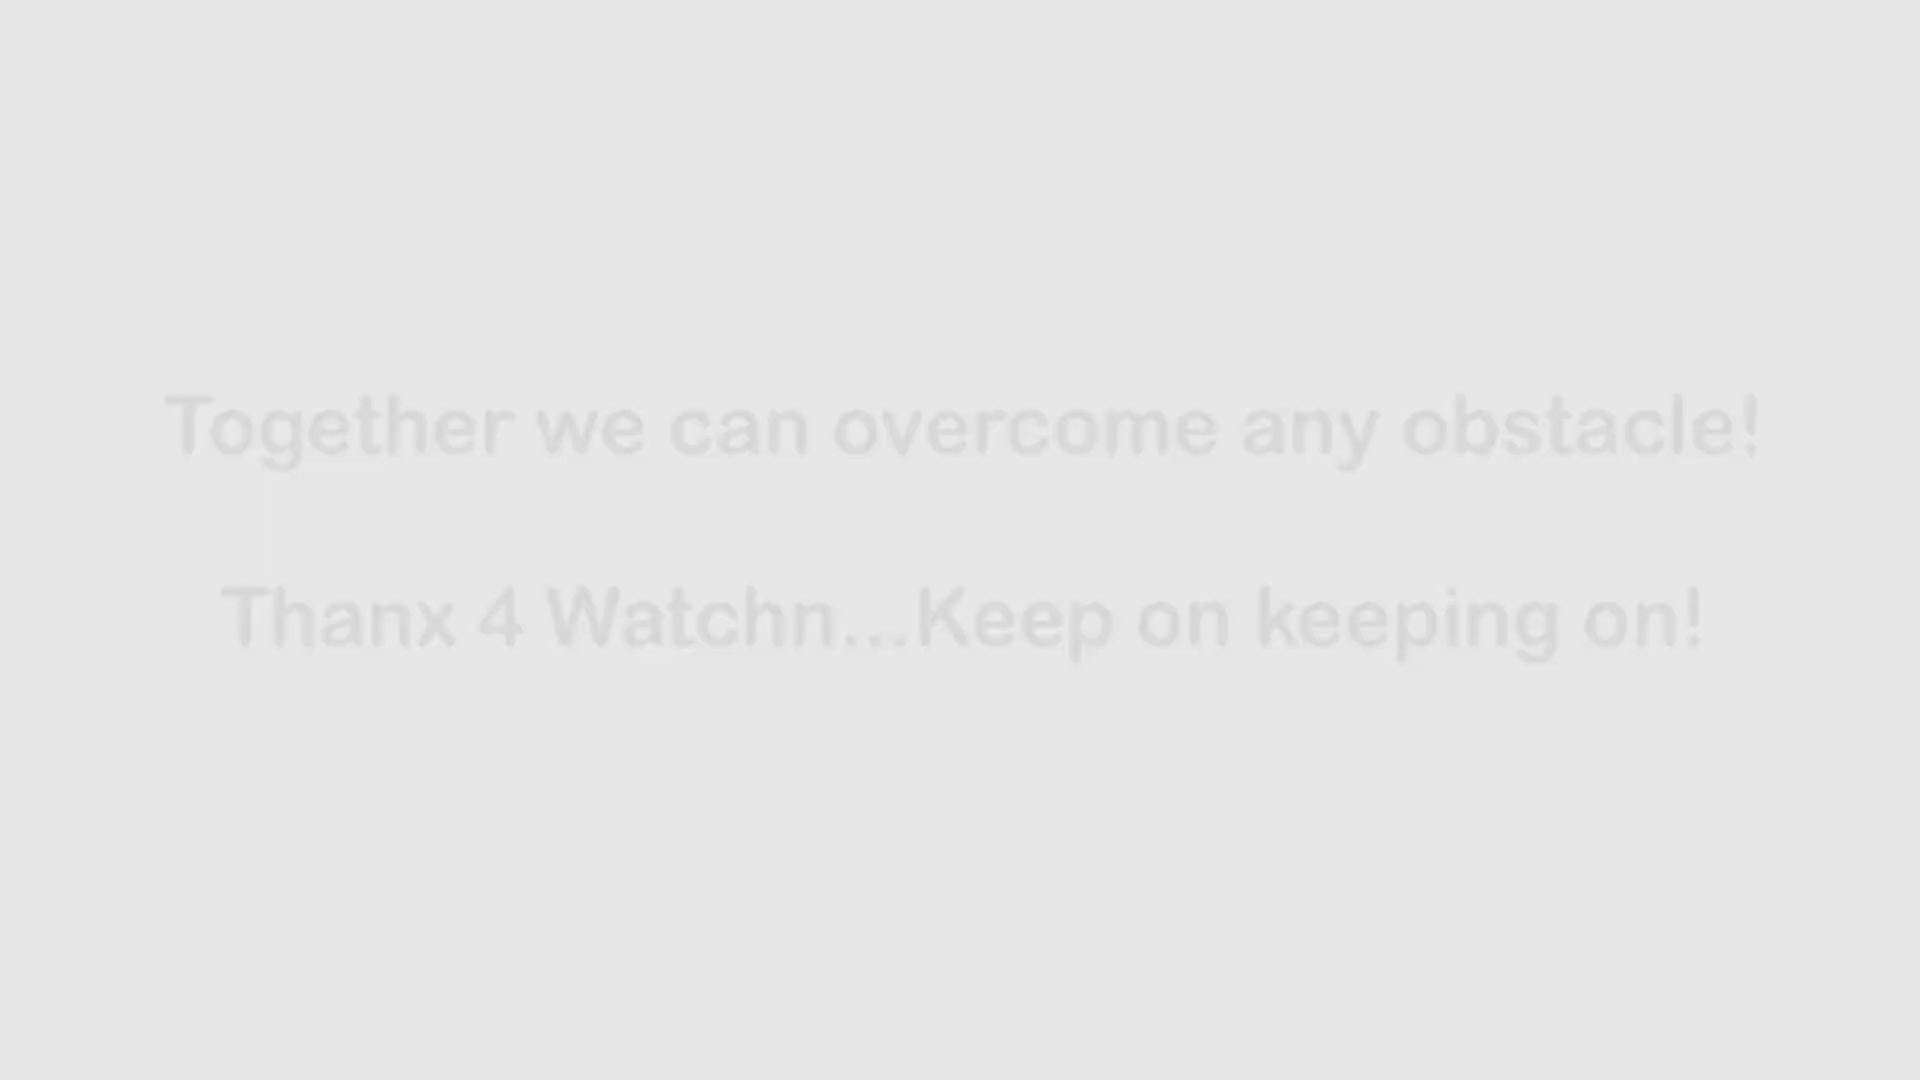 Together we can overcome any obstacle!
Thanx 4 Watchn...Keep on keeping on!